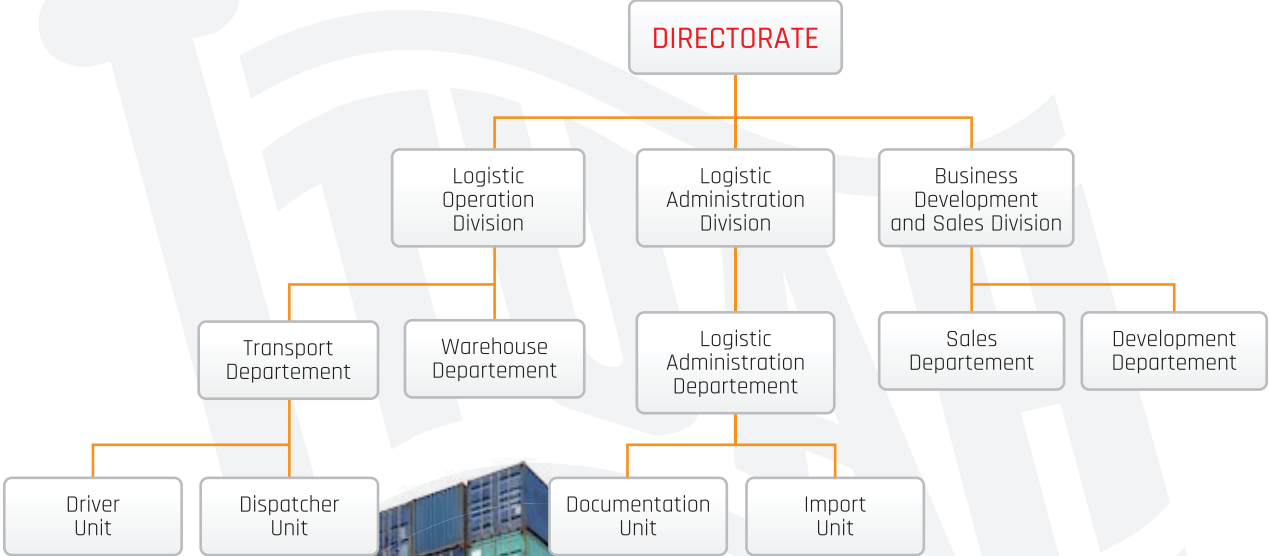 DIRECTORATE
Logistic
Operation
Division
Logistic
Administration
Division
Business
Development
and Sales Division
Transport
Departement
Warehouse
Departement
Logistic
Administration
Departement
Sales
Departement
Development
Departement
Driver
Unit
Dispatcher
Unit
Documentation
Unit
Import
Unit